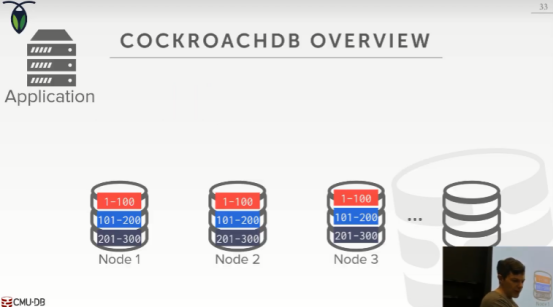 33
COCKROACHDB OVERVIEW
Application
1-100
101-200
201-300
Node 1
1-100
101-200
201-300
Node 2
1-100
101-200
201-300
Node 3
...
CMU-DB